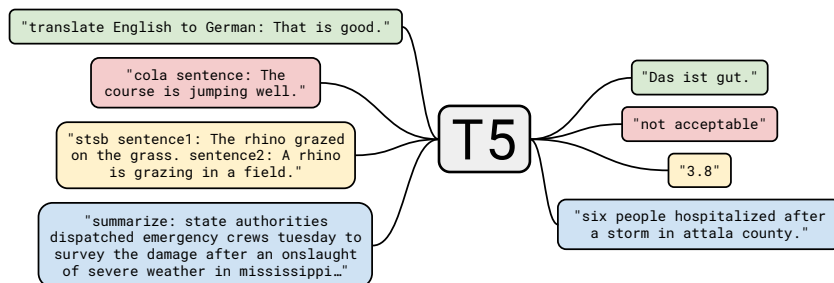 "translate English to German: That is good."
"cola sentence: The
course is jumping well."
"stsb sentence1: The rhino grazed
on the grass. sentence2: A rhino
is grazing in a field."
"summarize: state authorities
dispatched emergency crews tuesday to
survey the damage after an onslaught
of severe weather in mississippi…"
T5
"Das ist gut."
"not acceptable"
"3.8"
"six people hospitalized after
a storm in attala county."